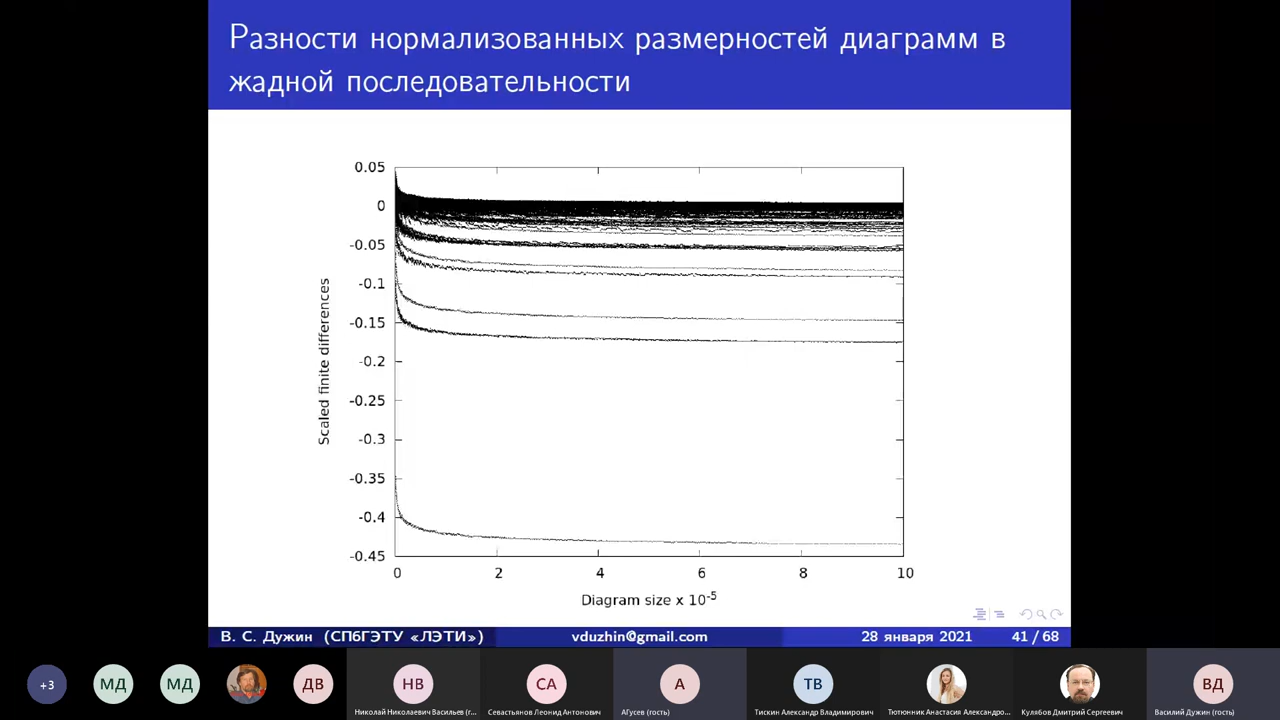 Разности нормализованных размерностей диаграмм в
жадной последовательности
0.05
0
-0.05
-0.1
-0.15
-0.2
-0.25
-0.3
-0.35
-0.4
-0.45
Scaled finite differences
0 2 4 6 8 10
Diagram size x 10-5
В. С. Дужин (СПбГЭТУ «ЛЭТИ») vduzhin@gmail.com 28 января 2021 41 / 68
+3 МД МД ДВ НВ СА А ТВ ВД
Николай Николаевич Васильев (г... Севастьянов Леонид Антонович АГусев (гость) Тискин Александр Владимирович Тютюнник Анастасия Александро... Кулябов Дмитрий Сергеевич Василий Дужин (гость)